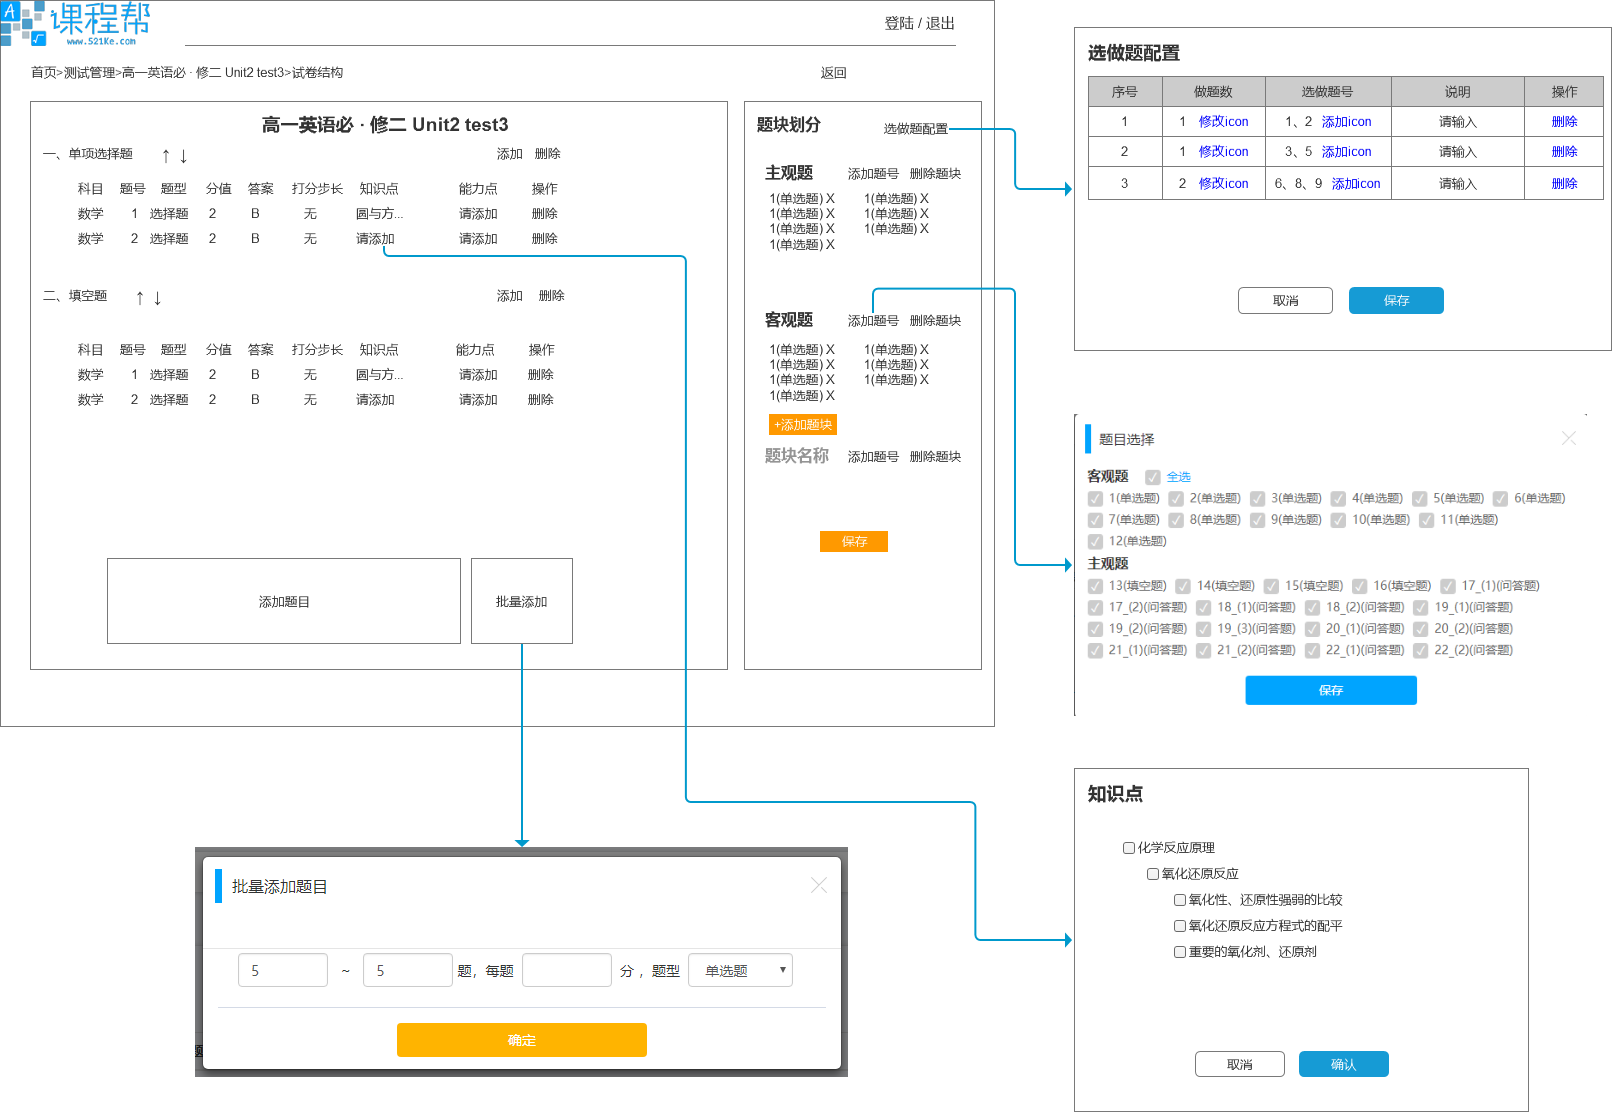 课程帮
www.521Ke.com
登陆 / 退出
首页>测试管理>高一英语必 · 修二 Unit2 test3>试卷结构
返回
高一英语必 · 修二 Unit2 test3
一、单项选择题 ↑ ↓ 添加 删除
科目 题号 题型 分值 答案 打分步长 知识点 能力点 操作
数学 1 选择题 2 B 无 圆与方... 请添加 删除
数学 2 选择题 2 B 无 请添加 请添加 删除
二、填空题 ↑ ↓ 添加 删除
科目 题号 题型 分值 答案 打分步长 知识点 能力点 操作
数学 1 选择题 2 B 无 圆与方... 请添加 删除
数学 2 选择题 2 B 无 请添加 请添加 删除
添加题目
批量添加
题块划分 选做题配置
主观题 添加题号 删除题块
1(单选题) X 1(单选题) X
1(单选题) X 1(单选题) X
1(单选题) X 1(单选题) X
1(单选题) X
客观题 添加题号 删除题块
1(单选题) X 1(单选题) X
1(单选题) X 1(单选题) X
1(单选题) X 1(单选题) X
1(单选题) X
+添加题块
题块名称 添加题号 删除题块
保存
选做题配置
序号 做题数 选做题号 说明 操作
1 1 修改icon 1、2 添加icon 请输入 删除
2 1 修改icon 3、5 添加icon 请输入 删除
3 2 修改icon 6、8、9 添加icon 请输入 删除
取消 保存
题目选择
客观题 全选
1(单选题) 2(单选题) 3(单选题) 4(单选题) 5(单选题) 6(单选题)
7(单选题) 8(单选题) 9(单选题) 10(单选题) 11(单选题)
12(单选题)
主观题
13(填空题) 14(填空题) 15(填空题) 16(填空题) 17_(1)(问答题)
17_(2)(问答题) 18_(1)(问答题) 18_(2)(问答题) 19_(1)(问答题)
19_(2)(问答题) 19_(3)(问答题) 20_(1)(问答题) 20_(2)(问答题)
21_(1)(问答题) 21_(2)(问答题) 22_(1)(问答题) 22_(2)(问答题)
保存
知识点
化学反应原理
氧化还原反应
氧化性、还原性强弱的比较
氧化还原反应方程式的配平
重要的氧化剂、还原剂
取消 确认
批量添加题目
5 ~ 5 题，每题 分，题型 单选题
确定